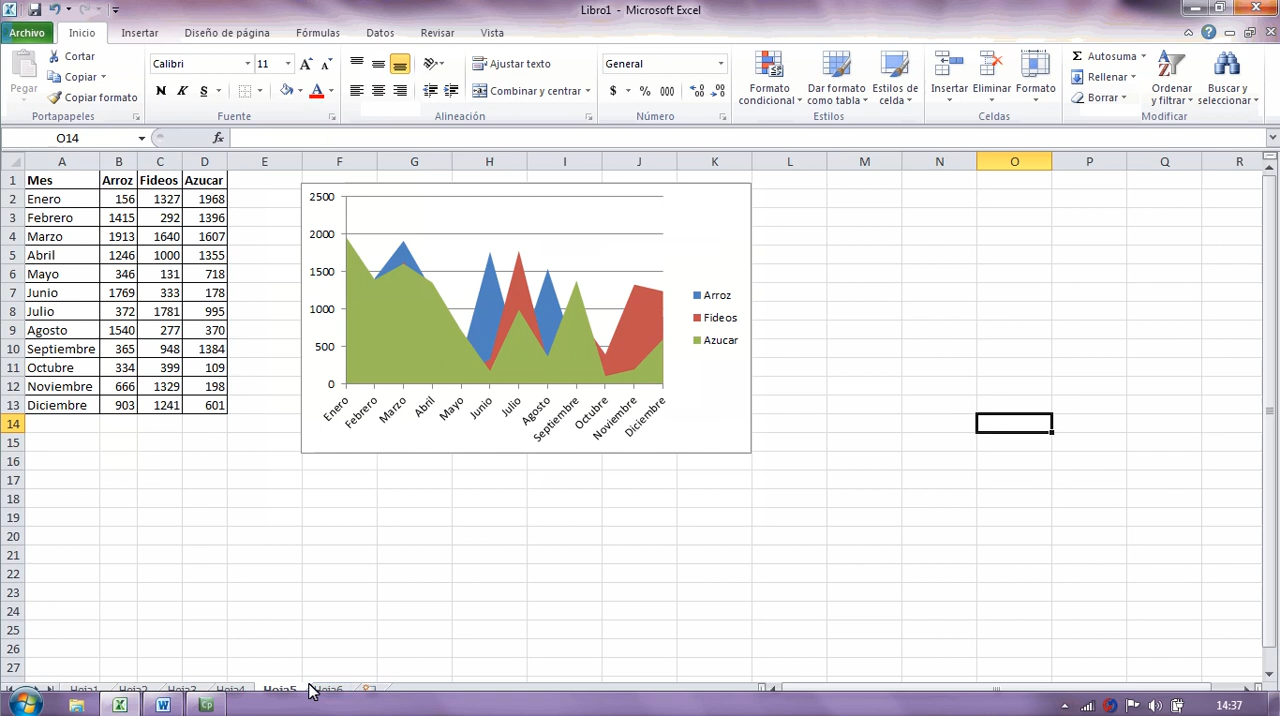 Libro1 - Microsoft Excel
Archivo Inicio Insertar Diseño de página Fórmulas Datos Revisar Vista
Pegar
Cortar
Copiar
Copiar formato
Portapapeles
Calibri 11
N K S
Fuente
Ajustar texto
Combinar y centrar
Alineación
General
$ % 000
Número
Formato condicional
Dar formato como tabla
Estilos de celda
Estilos
Insertar Eliminar Formato
Celdas
Autosuma
Rellenar
Borrar
Ordenar y filtrar
Buscar y seleccionar
Modificar
O14 fx
A B C D E F G H I J K L M N O P Q R
1 Mes Arroz Fideos Azucar
2 Enero 156 1327 1968
3 Febrero 1415 292 1396
4 Marzo 1913 1640 1607
5 Abril 1246 1000 1355
6 Mayo 346 131 718
7 Junio 1769 333 178
8 Julio 372 1781 995
9 Agosto 1540 277 370
10 Septiembre 365 948 1384
11 Octubre 334 399 109
12 Noviembre 666 1329 198
13 Diciembre 903 1241 601
14
15
16
17
18
19
20
21
22
23
24
25
26
27
2500
2000
1500
1000
500
0
Enero Febrero Marzo Abril Mayo Junio Julio Agosto Septiembre Octubre Noviembre Diciembre
Arroz
Fideos
Azucar
Hoja1 Hoja2 Hoja3 Hoja4 Hoja5 Hoja6
14:37